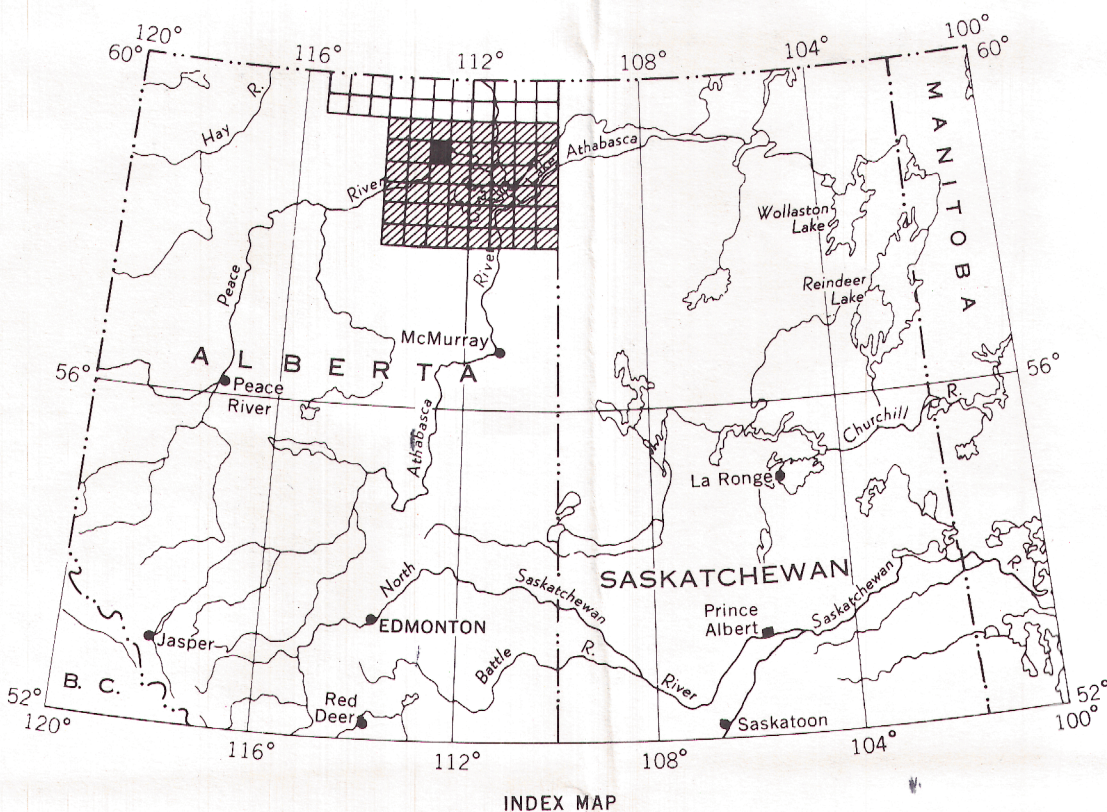 120°
116°
112°
108°
104°
100°
60°
60°
Hay R.
MANITOBA
Lake Athabasca
River
Wollaston
Lake
Peace
River
Reindeer
Lake
McMurray
ALBERTA
56°
56°
Peace
River
Athabasca
Churchill R.
La Ronge
SASKATCHEWAN
North Saskatchewan River
Saskatchewan R.
Prince
Albert
EDMONTON
Jasper
Battle R.
B. C.
Red
Deer
Saskatoon
52°
52°
120°
116°
112°
108°
104°
100°
INDEX MAP